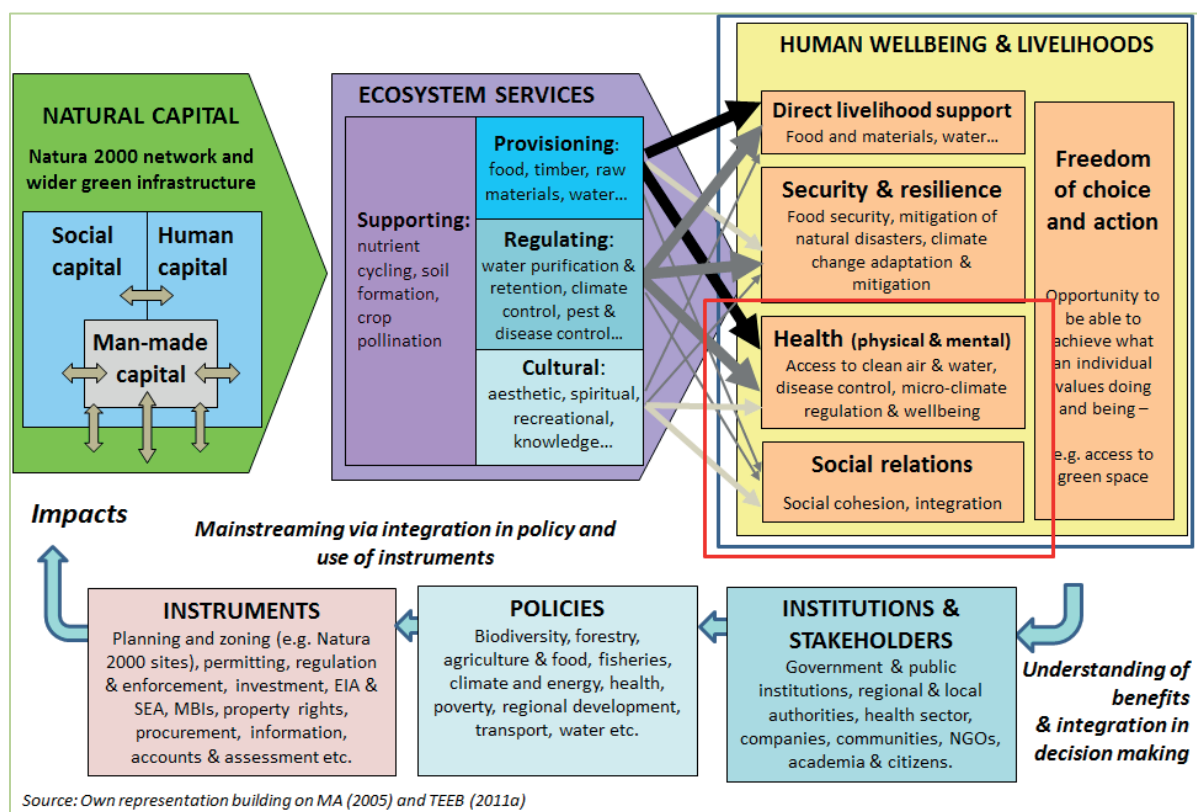 NATURAL CAPITAL
Natura 2000 network and
wider green infrastructure
Social
capital
Human
capital
Man-made
capital
ECOSYSTEM SERVICES
Supporting:
nutrient
cycling, soil
formation,
crop
pollination
Provisioning:
food, timber, raw
materials, water...
Regulating:
water purification &
retention, climate
control, pest &
disease control...
Cultural:
aesthetic, spiritual,
recreational,
knowledge...
HUMAN WELLBEING & LIVELIHOODS
Direct livelihood support
Food and materials, water...
Security & resilience
Food security, mitigation of
natural disasters, climate
change adaptation &
mitigation
Health (physical & mental)
Access to clean air & water,
disease control, micro-climate
regulation & wellbeing
Social relations
Social cohesion, integration
Freedom
of choice
and action
Opportunity to
be able to
achieve what
an individual
values doing
and being –
e.g. access to
green space
Impacts
Mainstreaming via integration in policy and
use of instruments
INSTRUMENTS
Planning and zoning (e.g. Natura
2000 sites), permitting, regulation
& enforcement, investment, EIA &
SEA, MBIs, property rights,
procurement, information,
accounts & assessment etc.
POLICIES
Biodiversity, forestry,
agriculture & food, fisheries,
climate and energy, health,
poverty, regional development,
transport, water etc.
INSTITUTIONS &
STAKEHOLDERS
Government & public
institutions, regional & local
authorities, health sector,
companies, communities, NGOs,
academia & citizens.
Understanding of
benefits
& integration in
decision making
Source: Own representation building on MA (2005) and TEEB (2011a)